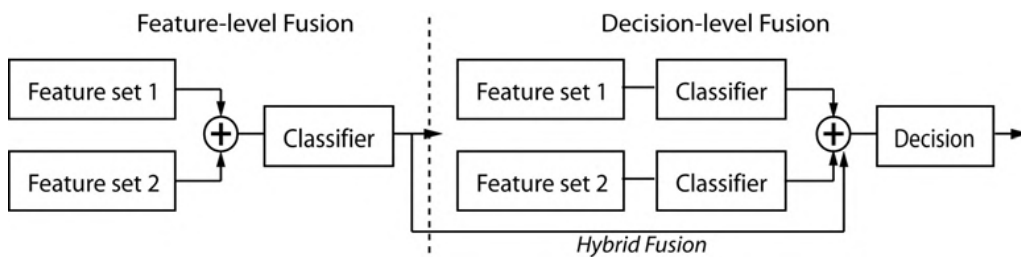 Feature-level Fusion
Feature set 1
Feature set 2
+
Classifier
Decision-level Fusion
Feature set 1
Classifier
Feature set 2
Classifier
+
Decision
Hybrid Fusion